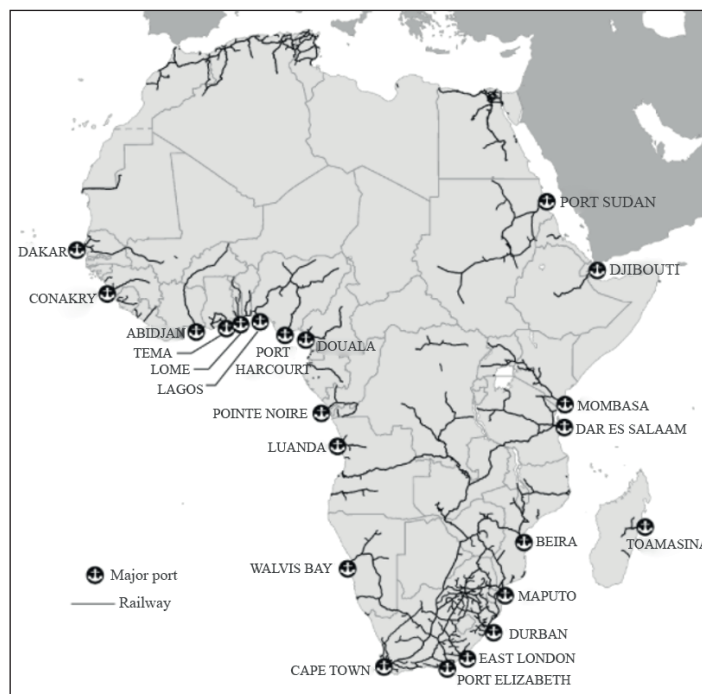 PORT SUDAN
DAKAR
DJIBOUTI
CONAKRY
ABIDJAN
TEMA
LOME
LAGOS
PORT
HARCOURT
DOUALA
POINTE NOIRE
MOMBASA
DAR ES SALAAM
LUANDA
BEIRA
TOAMASINA
WALVIS BAY
Major port
Railway
MAPUTO
DURBAN
EAST LONDON
CAPE TOWN
PORT ELIZABETH